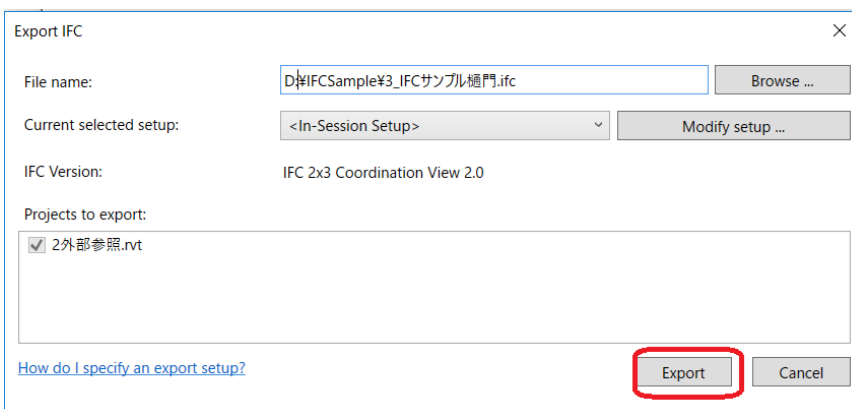 Export IFC
File name:
D:¥IFCSample¥3_IFCサンプル樋門.ifc
Browse ...
Current selected setup:
<In-Session Setup>
Modify setup ...
IFC Version:
IFC 2x3 Coordination View 2.0
Projects to export:
2外部参照.rvt
How do I specify an export setup?
Export
Cancel